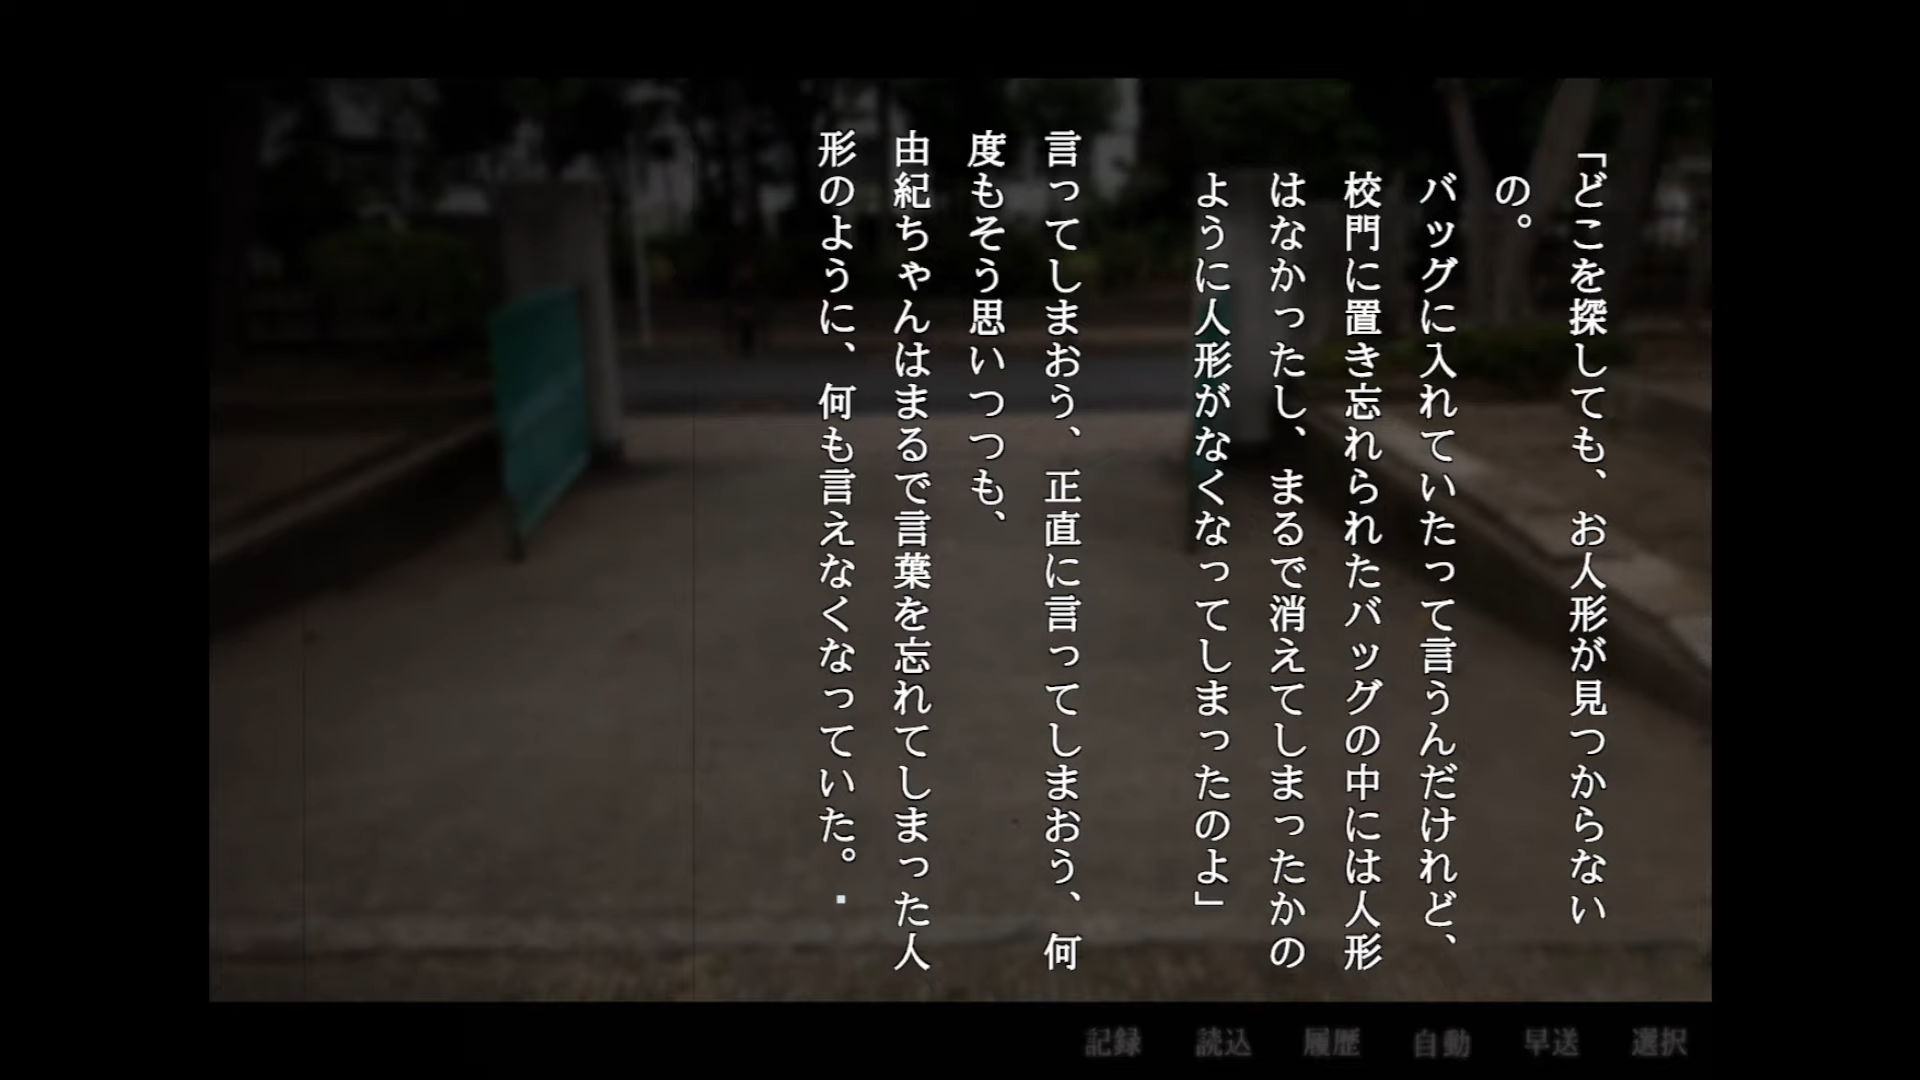 「どこを探しても、お人形が見つからない
の。
バッグに入れていたって言うんだけれど、
校門に置き忘れられたバッグの中には人形
はなかったし、まるで消えてしまったかの
ように人形がなくなってしまったのよ」
言ってしまおう、正直に言ってしまおう、何
度もそう思いつつも、
由紀ちゃんはまるで言葉を忘れてしまった人
形のように、何も言えなくなっていた。
記録 読込 履歴 自動 早送 選択